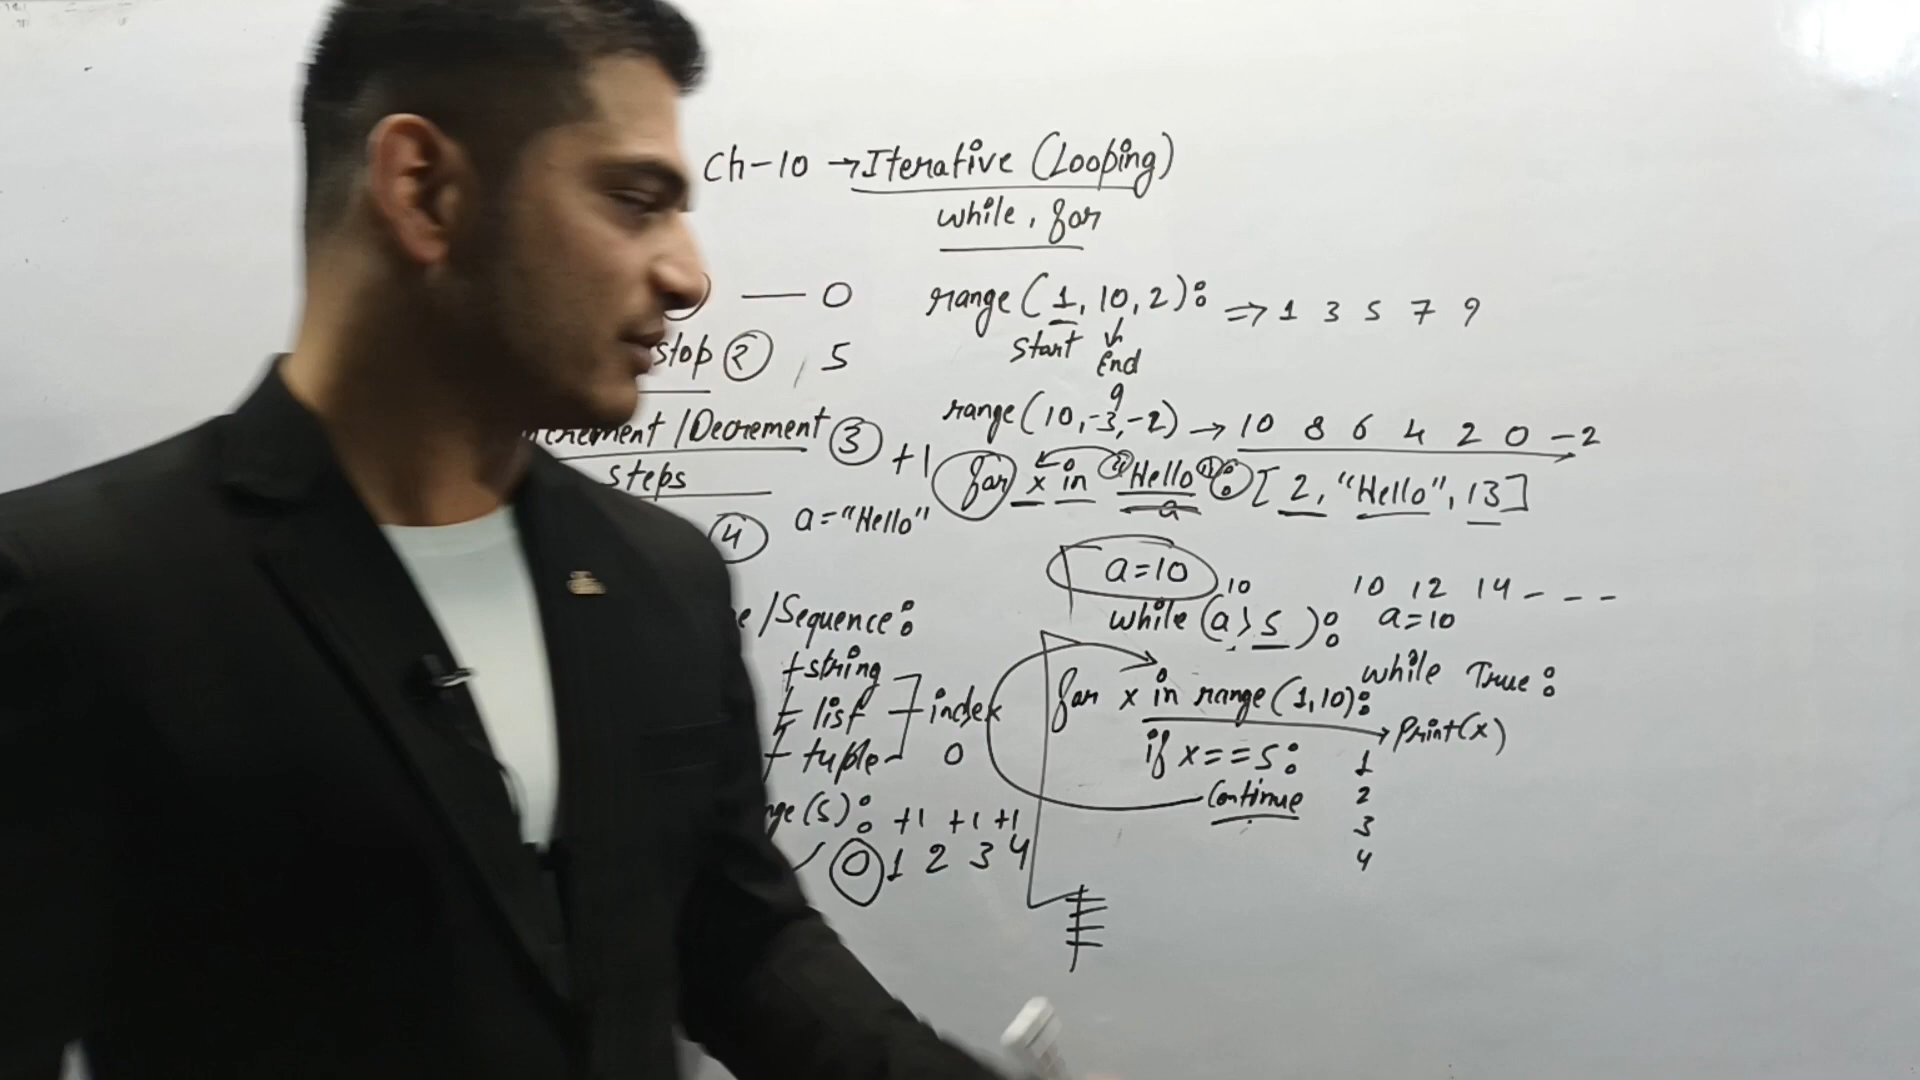 Ch-10 → Iterative (Looping)
while, for
— 0
stop ② , 5
/Decrement ③ +1
steps
④ a="Hello"
/Sequence:
string
list index
tuple 0
(5): +1 +1 +1
0 1 2 3 4
range(1, 10, 2): ⇒ 1 3 5 7 9
Start End
9
range(10,-3,-2) → 10 8 6 4 2 0 -2
for x in "Hello": [2, "Hello", 13]
a
a=10
10
while (a>5):
10 12 14 - - -
a=10
while True:
for x in range(1,10):
Print(x)
if x==5:
Continue
1
2
3
4